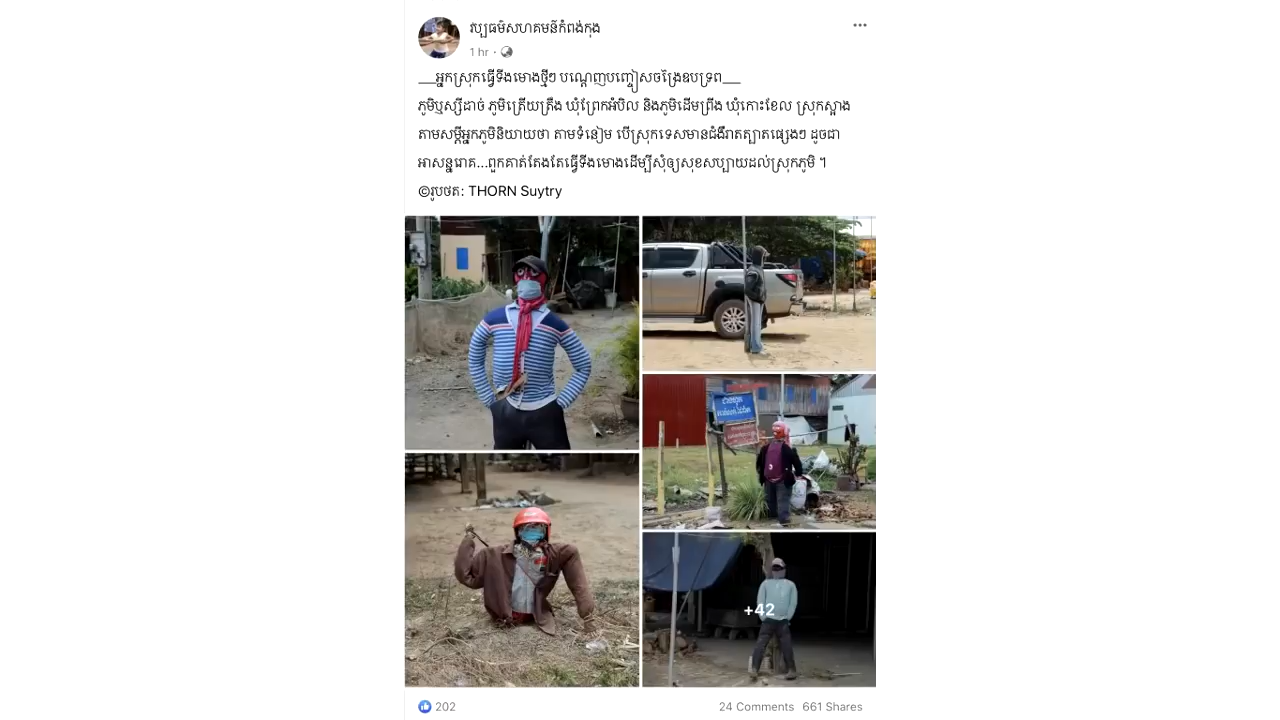 វប្បធម៌សហគមន៍កំពង់កុង
1 hr ·
___អ្នកស្រុកធ្វើទីងមោងថ្មីៗ បណ្តេញបញ្ចៀសចង្រៃឧបទ្រព___
ភូមិឬស្សីដាច់ ភូមិត្រើយត្រឹង ឃុំព្រែកអំបិល និងភូមិដើមព្រីង ឃុំកោះខែល ស្រុកស្អាង
តាមសម្តីអ្នកភូមិនិយាយថា តាមទំនៀម បើស្រុកទេសមានជំងឺរាតត្បាតផ្សេងៗ ដូចជា
អាសន្នរោគ...ពួកគាត់តែងតែធ្វើទីងមោងដើម្បីសុំឲ្យសុខសប្បាយដល់ស្រុកភូមិ ។
©រូបថត: THORN Suytry
+42
202
24 Comments 661 Shares